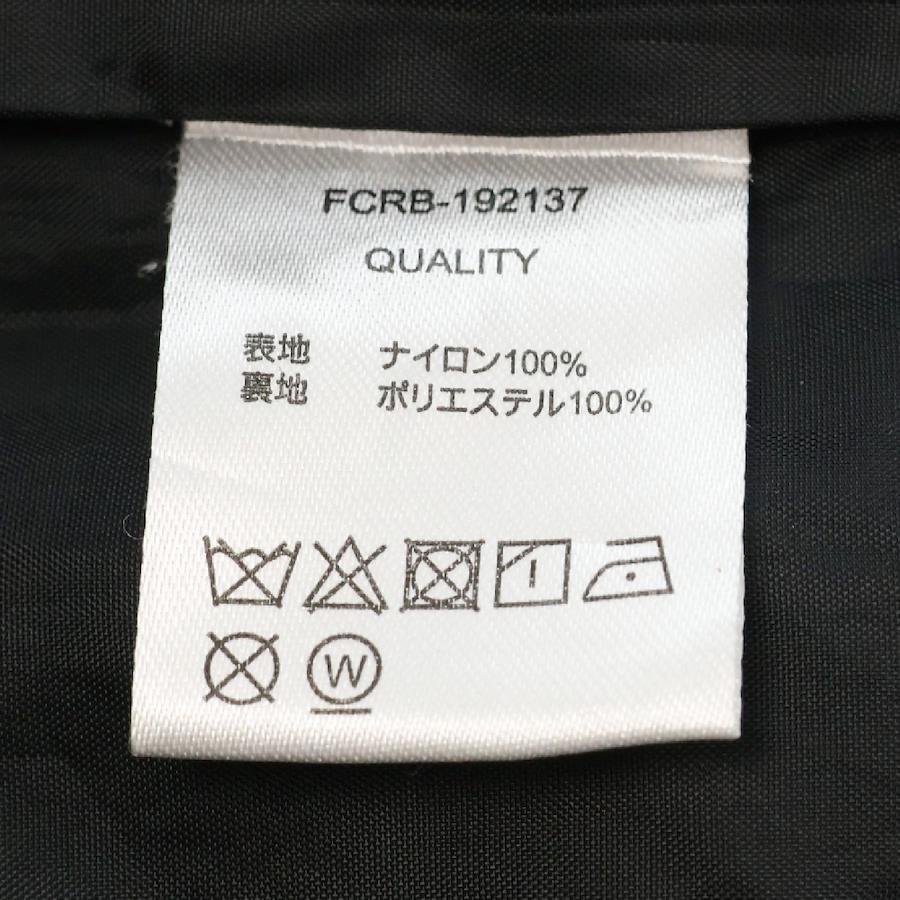 FCRB-192137
QUALITY
表地 ナイロン100%
裏地 ポリエステル100%
W